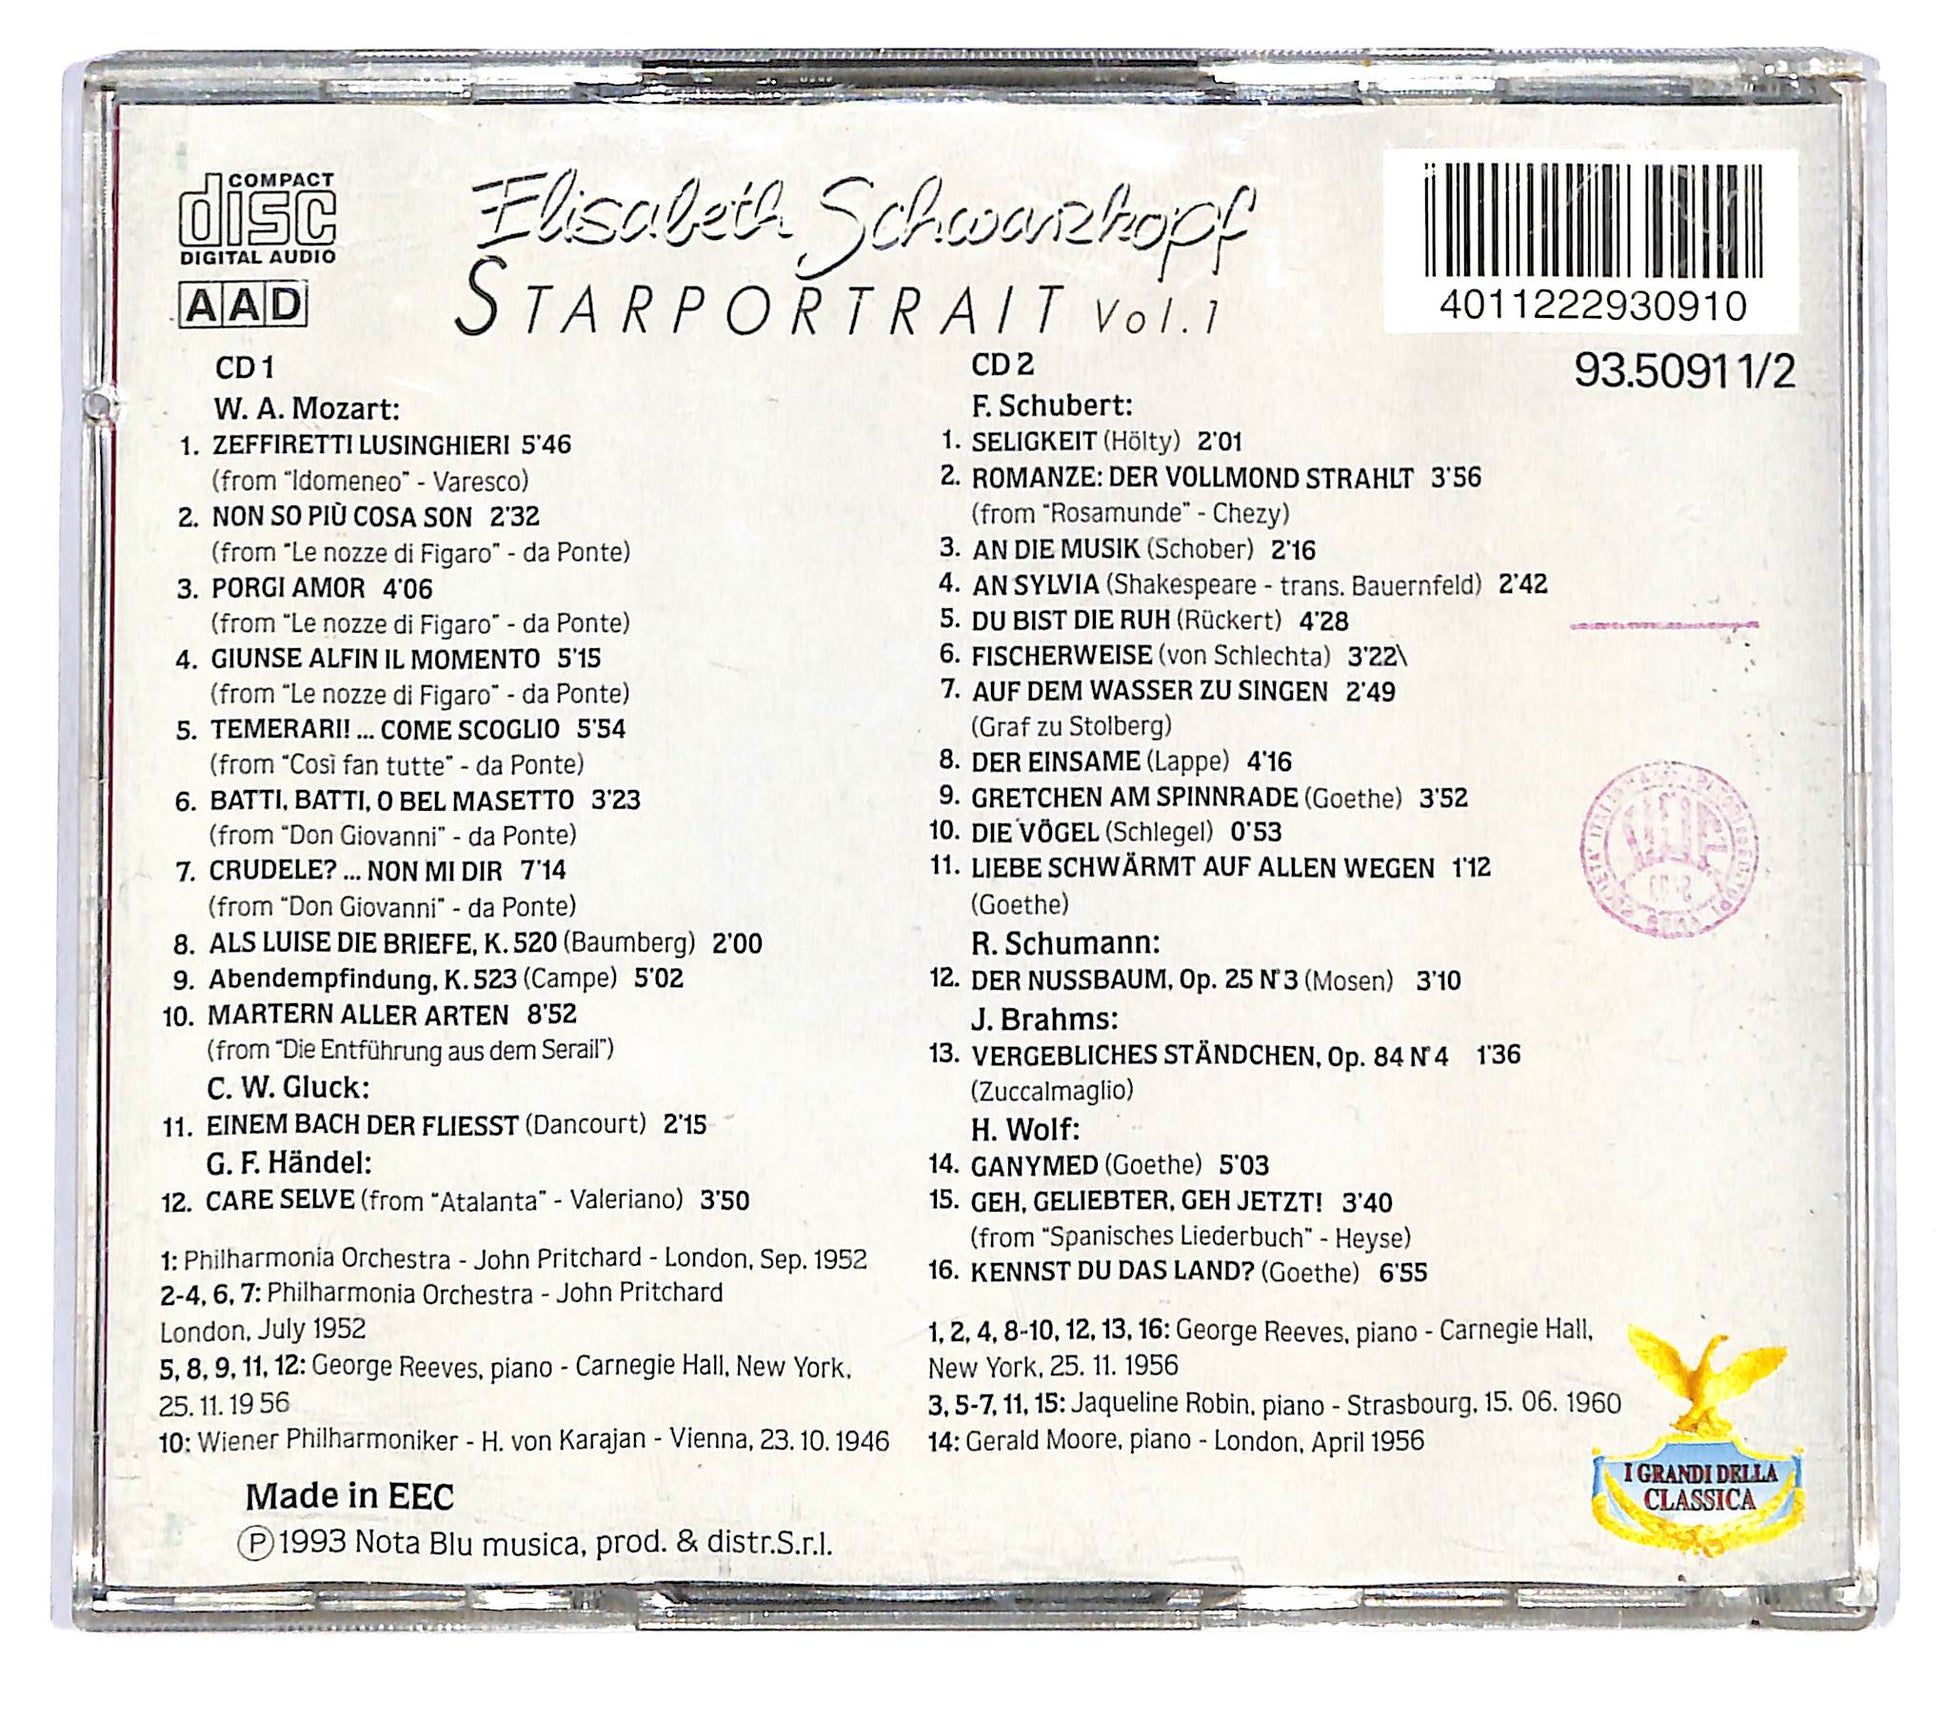 COMPACT
disc
DIGITAL AUDIO
AAD
Elisabeth Schwarzkopf
STARPORTRAIT Vol.1
4011222930910
93.50911/2
CD 1
W. A. Mozart:
1. ZEFFIRETTI LUSINGHIERI 5'46
(from "Idomeneo" - Varesco)
2. NON SO PIÙ COSA SON 2'32
(from "Le nozze di Figaro" - da Ponte)
3. PORGI AMOR 4'06
(from "Le nozze di Figaro" - da Ponte)
4. GIUNSE ALFIN IL MOMENTO 5'15
(from "Le nozze di Figaro" - da Ponte)
5. TEMERARI! ... COME SCOGLIO 5'54
(from "Così fan tutte" - da Ponte)
6. BATTI, BATTI, O BEL MASETTO 3'23
(from "Don Giovanni" - da Ponte)
7. CRUDELE? ... NON MI DIR 7'14
(from "Don Giovanni" - da Ponte)
8. ALS LUISE DIE BRIEFE, K. 520 (Baumberg) 2'00
9. Abendempfindung, K. 523 (Campe) 5'02
10. MARTERN ALLER ARTEN 8'52
(from "Die Entführung aus dem Serail")
C. W. Gluck:
11. EINEM BACH DER FLIESST (Dancourt) 2'15
G. F. Händel:
12. CARE SELVE (from "Atalanta" - Valeriano) 3'50
1: Philharmonia Orchestra - John Pritchard - London, Sep. 1952
2-4, 6, 7: Philharmonia Orchestra - John Pritchard
London, July 1952
5, 8, 9, 11, 12: George Reeves, piano - Carnegie Hall, New York,
25. 11. 19 56
10: Wiener Philharmoniker - H. von Karajan - Vienna, 23. 10. 1946
Made in EEC
Ⓟ1993 Nota Blu musica, prod. & distr.S.r.l.
CD 2
F. Schubert:
1. SELIGKEIT (Hölty) 2'01
2. ROMANZE: DER VOLLMOND STRAHLT 3'56
(from "Rosamunde" - Chezy)
3. AN DIE MUSIK (Schober) 2'16
4. AN SYLVIA (Shakespeare - trans. Bauernfeld) 2'42
5. DU BIST DIE RUH (Rückert) 4'28
6. FISCHERWEISE (von Schlechta) 3'22\
7. AUF DEM WASSER ZU SINGEN 2'49
(Graf zu Stolberg)
8. DER EINSAME (Lappe) 4'16
9. GRETCHEN AM SPINNRADE (Goethe) 3'52
10. DIE VÖGEL (Schlegel) 0'53
11. LIEBE SCHWÄRMT AUF ALLEN WEGEN 1'12
(Goethe)
R. Schumann:
12. DER NUSSBAUM, Op. 25 N° 3 (Mosen) 3'10
J. Brahms:
13. VERGEBLICHES STÄNDCHEN, Op. 84 N° 4 1'36
(Zuccalmaglio)
H. Wolf:
14. GANYMED (Goethe) 5'03
15. GEH, GELIEBTER, GEH JETZT! 3'40
(from "Spanisches Liederbuch" - Heyse)
16. KENNST DU DAS LAND? (Goethe) 6'55
1, 2, 4, 8-10, 12, 13, 16: George Reeves, piano - Carnegie Hall,
New York, 25. 11. 1956
3, 5-7, 11, 15: Jaqueline Robin, piano - Strasbourg, 15. 06. 1960
14: Gerald Moore, piano - London, April 1956
I GRANDI DELLA
CLASSICA